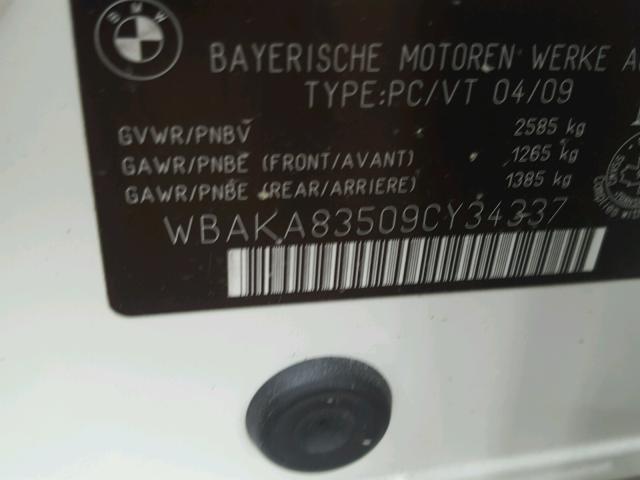 BMW
BAYERISCHE MOTOREN WERKE A
TYPE:PC/VT 04/09
GVWR/PNBV 2585 kg
GAWR/PNBE (FRONT/AVANT) 1265 kg
GAWR/PNBE (REAR/ARRIERE) 1385 kg
WBAKA83509CY34337